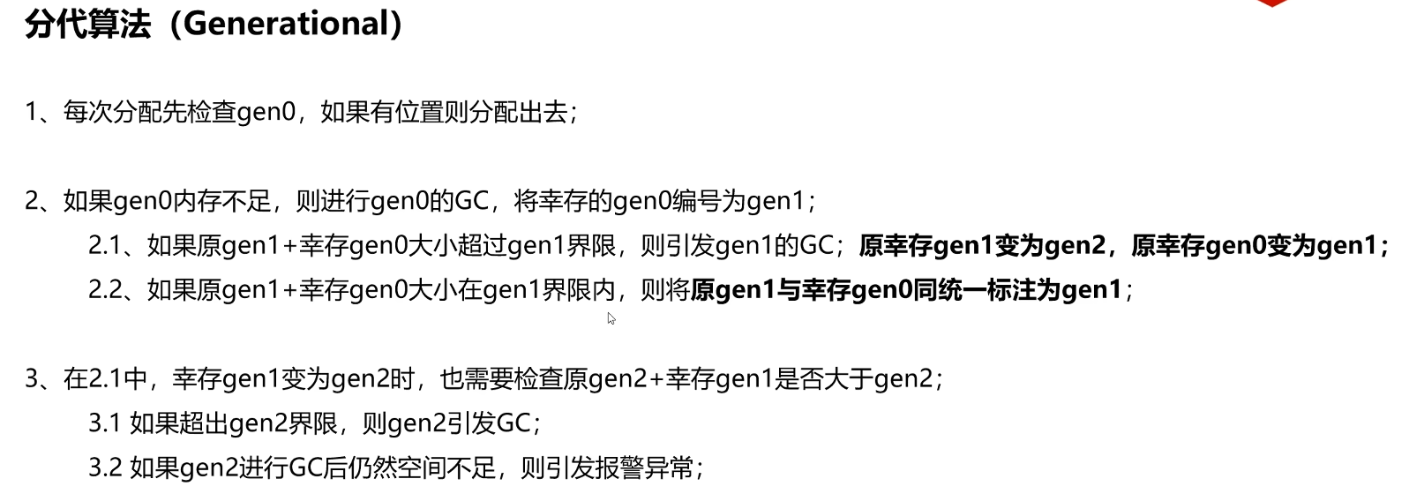 分代算法（Generational）
1、每次分配先检查gen0，如果有位置则分配出去；
2、如果gen0内存不足，则进行gen0的GC，将幸存的gen0编号为gen1；
2.1、如果原gen1+幸存gen0大小超过gen1界限，则引发gen1的GC；原幸存gen1变为gen2，原幸存gen0变为gen1；
2.2、如果原gen1+幸存gen0大小在gen1界限内，则将原gen1与幸存gen0同统一标注为gen1；
3、在2.1中，幸存gen1变为gen2时，也需要检查原gen2+幸存gen1是否大于gen2；
3.1 如果超出gen2界限，则gen2引发GC；
3.2 如果gen2进行GC后仍然空间不足，则引发报警异常；